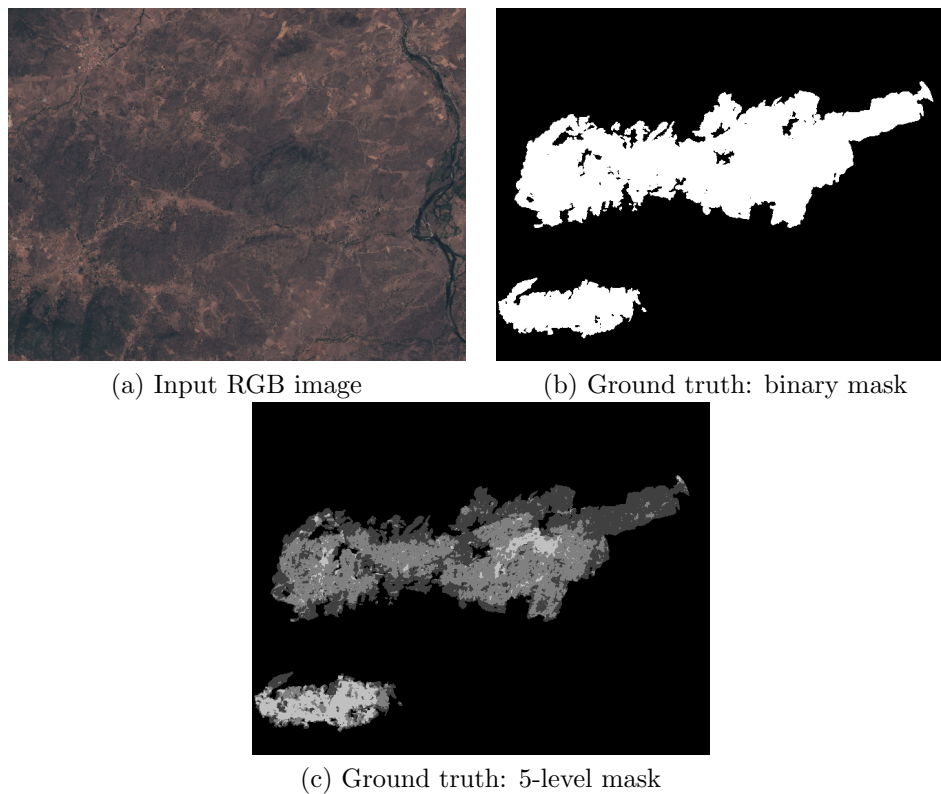 (a) Input RGB image
(b) Ground truth: binary mask
(c) Ground truth: 5-level mask